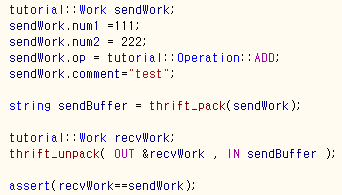 tutorial::Work sendWork;
sendWork.num1 =111;
sendWork.num2 = 222;
sendWork.op = tutorial::Operation::ADD;
sendWork.comment="test";
string sendBuffer = thrift_pack(sendWork);
tutorial::Work recvWork;
thrift_unpack( OUT &recvWork , IN sendBuffer );
assert(recvWork==sendWork);